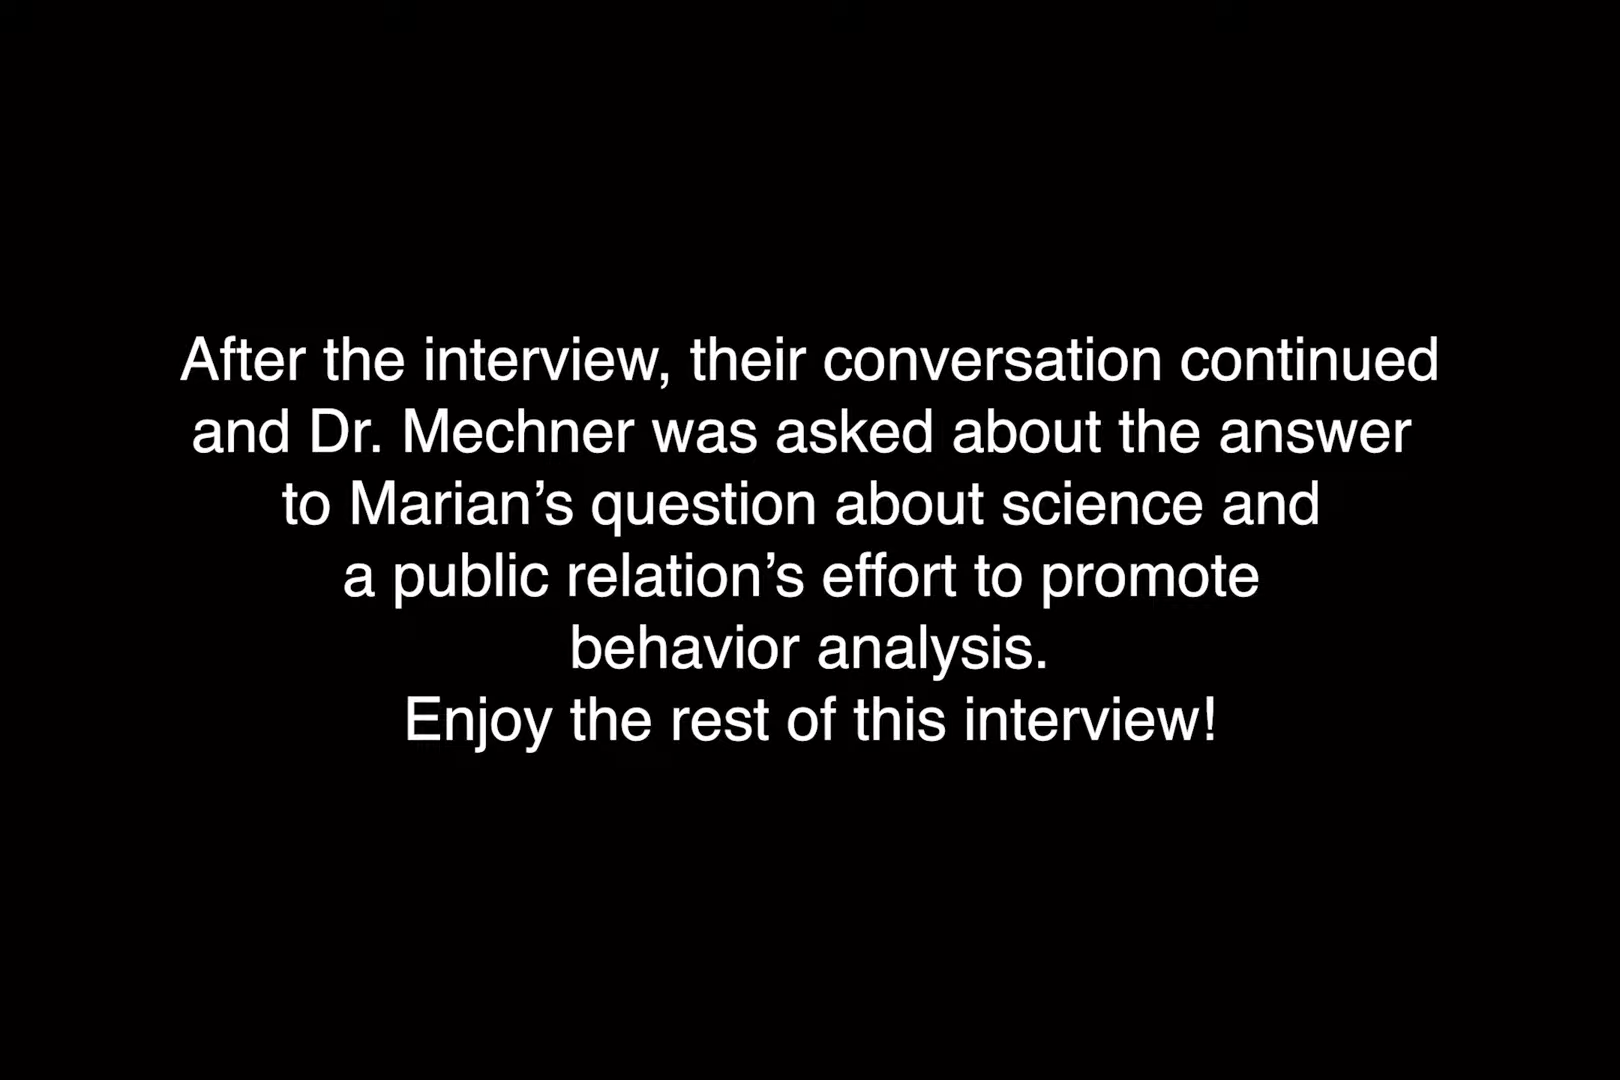 After the interview, their conversation continued
and Dr. Mechner was asked about the answer
to Marian’s question about science and
a public relation’s effort to promote
behavior analysis.
Enjoy the rest of this interview!